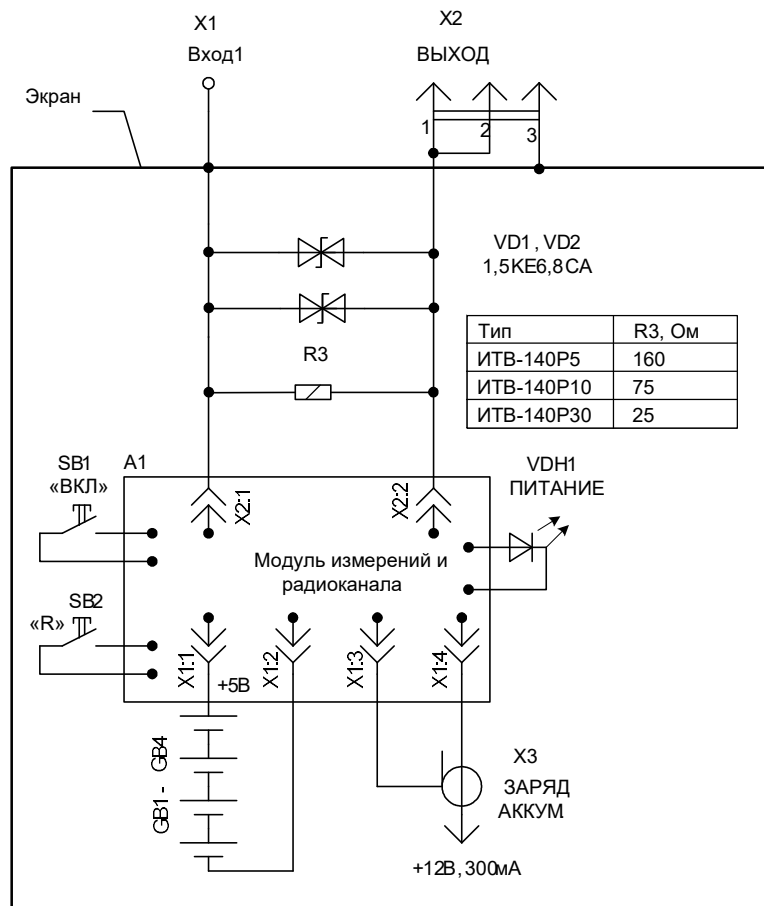 X1
X2
Вход1
ВЫХОД
Экран
1
2
3
VD1, VD2
1,5KE6,8CA
R3
Тип R3, Ом
ИТВ-140Р5 160
ИТВ-140Р10 75
ИТВ-140Р30 25
SB1
«ВКЛ»
A1
VDH1
ПИТАНИЕ
X2:1
X2:2
Модуль измерений и
радиоканала
SB2
«R»
X1:1
X1:2
X1:3
X1:4
+5В
GB1 - GB4
X3
ЗАРЯД
АККУМ.
+12В, 300мА